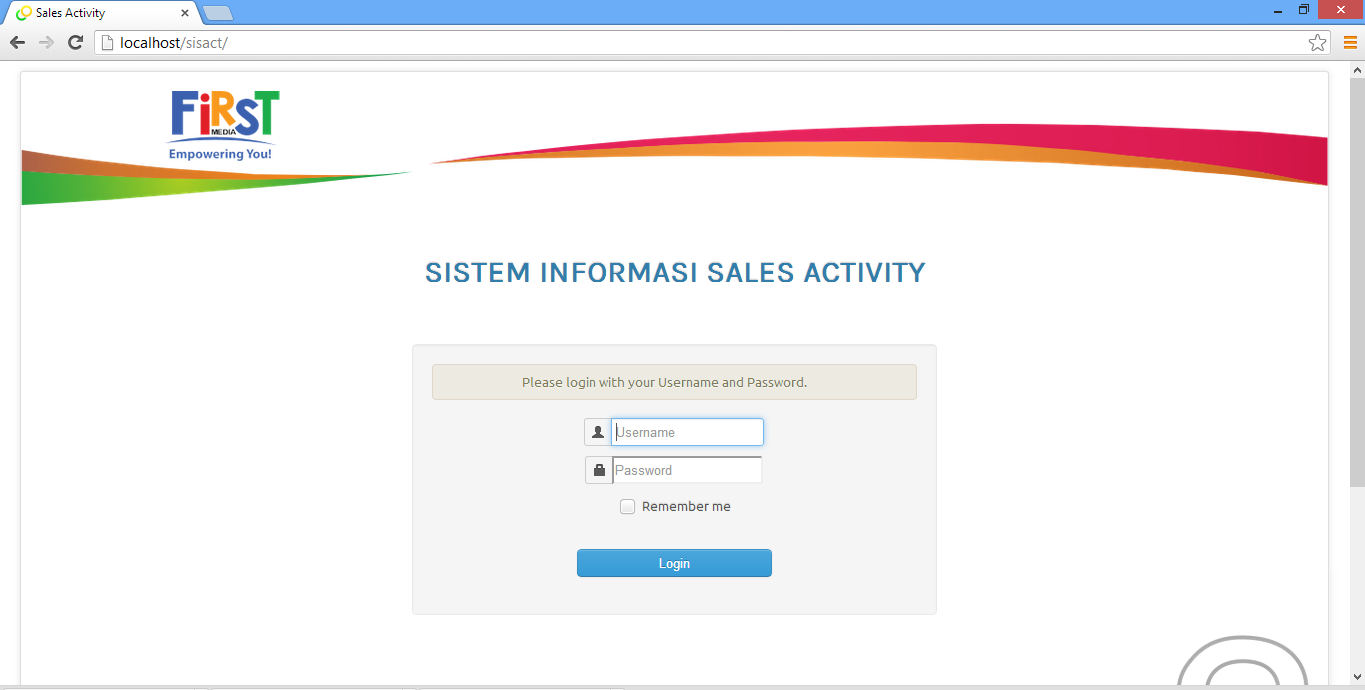 Sales Activity
localhost/sisact/
FiRST
MEDIA
Empowering You!
SISTEM INFORMASI SALES ACTIVITY
Please login with your Username and Password.
Username
Password
Remember me
Login